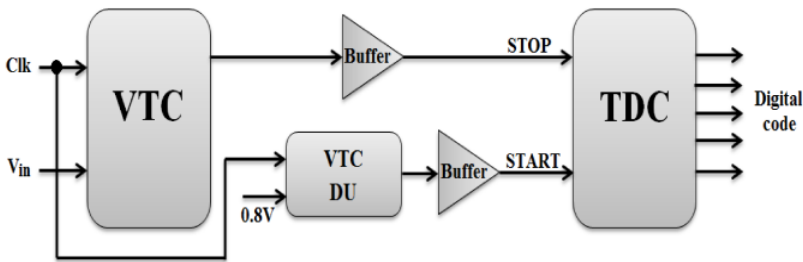 Clk
Vin
VTC
Buffer
STOP
VTC
DU
0.8V
Buffer
START
TDC
Digital
code